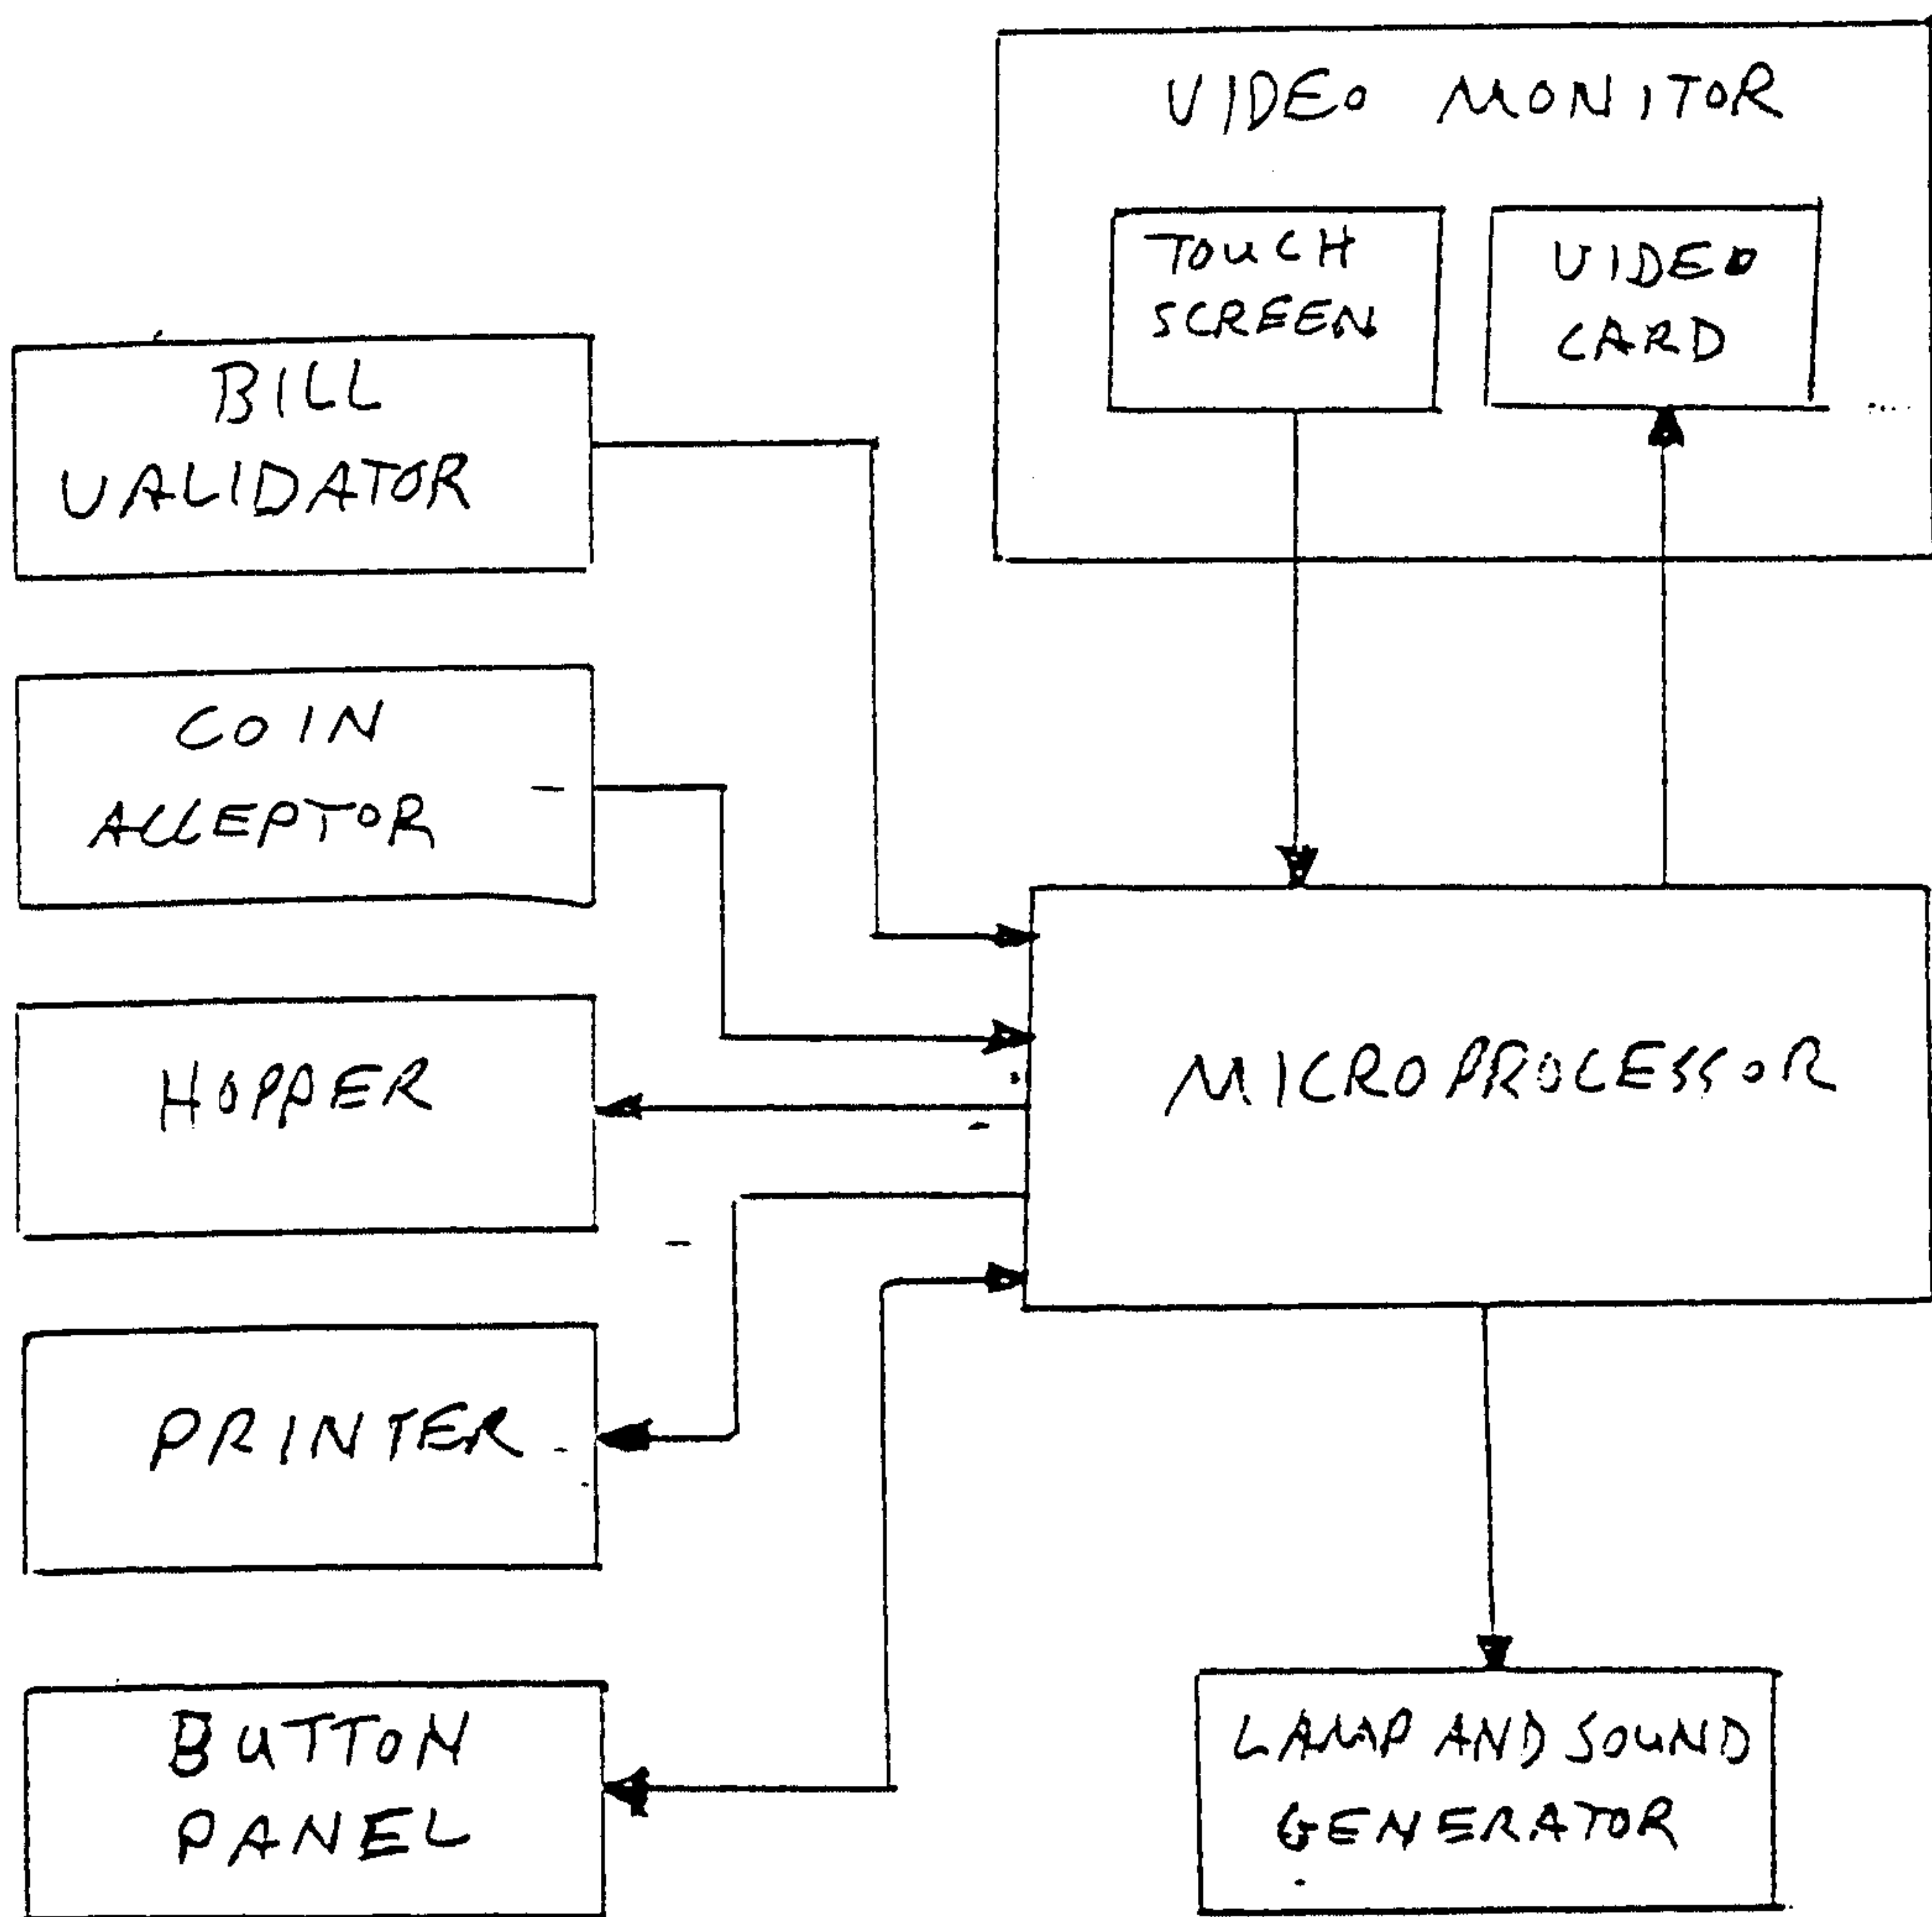 VIDEO MONITOR
TOUCH
SCREEN
VIDEO
CARD
BILL
VALIDATOR
COIN
ACCEPTOR
HOPPER
MICROPROCESSOR
PRINTER
BUTTON
PANEL
LAMP AND SOUND
GENERATOR